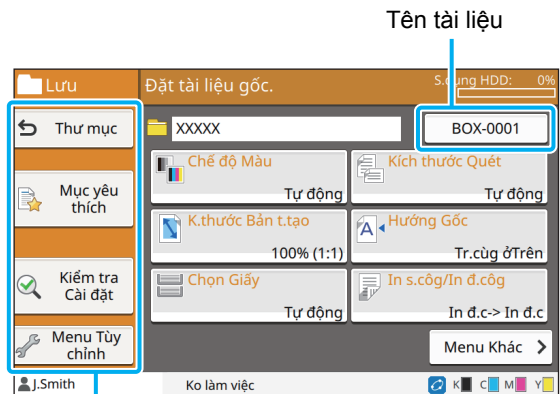 Tên tài liệu
Lưu
Đặt tài liệu gốc.
S.dụng HDD: 0%
Thư mục
XXXXX
BOX-0001
Mục yêu
thích
Chế độ Màu
Tự động
Kích thước Quét
Tự động
K.thước Bản t.tạo
100% (1:1)
Hướng Gốc
Tr.cùg ởTrên
Kiểm tra
Cài đặt
Chọn Giấy
Tự động
In s.côg/In đ.côg
In đ.c-> In đ.c
Menu Tùy
chỉnh
Menu Khác
J.Smith
Ko làm việc
K C M Y